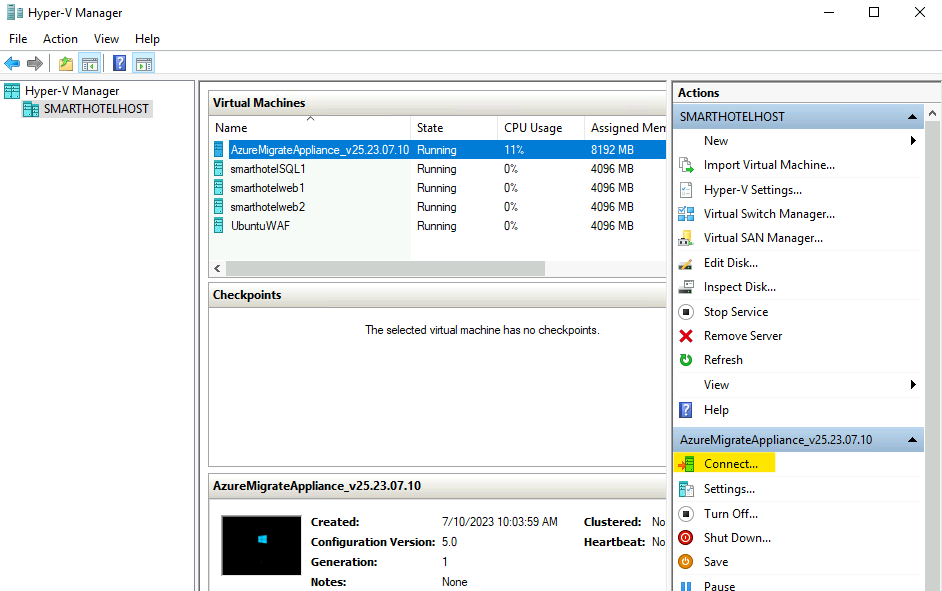 Hyper-V Manager
File Action View Help
Hyper-V Manager
SMARTHOTELHOST
Virtual Machines
Name State CPU Usage Assigned Mem
AzureMigrateAppliance_v25.23.07.10 Running 11% 8192 MB
smarthotelSQL1 Running 0% 4096 MB
smarthotelweb1 Running 0% 4096 MB
smarthotelweb2 Running 0% 4096 MB
UbuntuWAF Running 0% 4096 MB
Checkpoints
The selected virtual machine has no checkpoints.
AzureMigrateAppliance_v25.23.07.10
Created: 7/10/2023 10:03:59 AM Clustered: No
Configuration Version: 5.0 Heartbeat: No
Generation: 1
Notes: None
Actions
SMARTHOTELHOST
New
Import Virtual Machine...
Hyper-V Settings...
Virtual Switch Manager...
Virtual SAN Manager...
Edit Disk...
Inspect Disk...
Stop Service
Remove Server
Refresh
View
Help
AzureMigrateAppliance_v25.23.07.10
Connect...
Settings...
Turn Off...
Shut Down...
Save
Pause